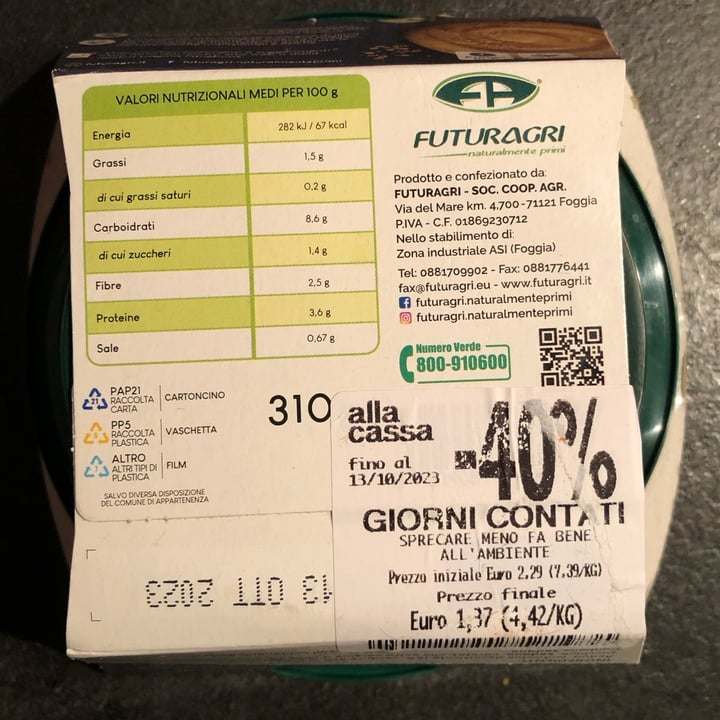 futuragri.it futuragri.naturalmenteprimi
VALORI NUTRIZIONALI MEDI PER 100 g
Energia 282 kJ / 67 kcal
Grassi 1,5 g
di cui grassi saturi 0,2 g
Carboidrati 8,6 g
di cui zuccheri 1,4 g
Fibre 2,5 g
Proteine 3,6 g
Sale 0,67 g
FUTURAGRI
naturalmente primi
Prodotto e confezionato da:
FUTURAGRI - SOC. COOP. AGR.
Via del Mare km. 4.700 - 71121 Foggia
P.IVA - C.F. 01869230712
Nello stabilimento di:
Zona industriale ASI (Foggia)
Tel: 0881709902 - Fax: 0881776441
fax@futuragri.eu - www.futuragri.it
futuragri.naturalmenteprimi
futuragri.naturalmenteprimi
Numero Verde
800-910600
21 PAP21
RACCOLTA
CARTA
CARTONCINO
5 PP5
RACCOLTA
PLASTICA
VASCHETTA
7 ALTRO
ALTRI TIPI DI
PLASTICA
FILM
SALVO DIVERSA DISPOSIZIONE
DEL COMUNE DI APPARTENENZA
310
alla
cassa
-40%
fino al
13/10/2023
GIORNI CONTATI
SPRECARE MENO FA BENE
ALL'AMBIENTE
Prezzo iniziale Euro 2,29 (7,39/KG)
Prezzo finale
Euro 1,37 (4,42/KG)
13 OTT 2023